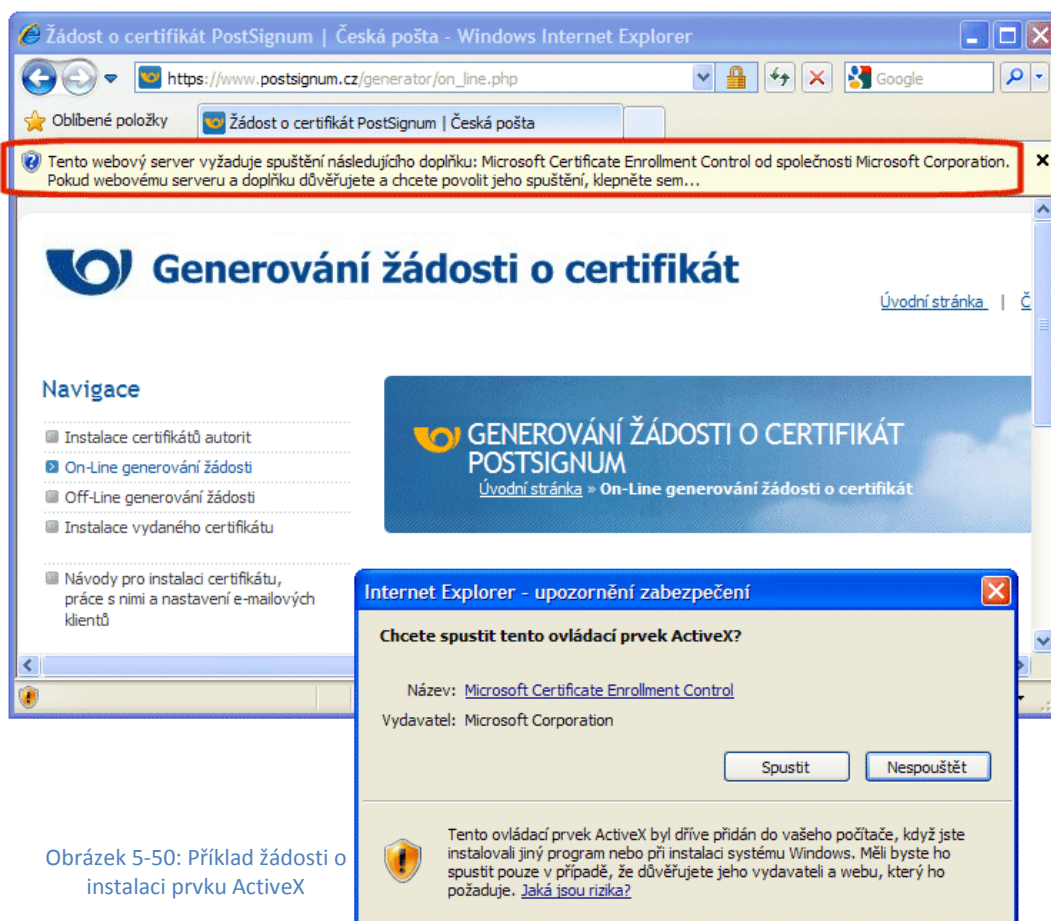 Žádost o certifikát PostSignum | Česká pošta - Windows Internet Explorer
https://www.postsignum.cz/generator/on_line.php
Google
Oblíbené položky
Žádost o certifikát PostSignum | Česká pošta
Tento webový server vyžaduje spuštění následujícího doplňku: Microsoft Certificate Enrollment Control od společnosti Microsoft Corporation.
Pokud webovému serveru a doplňku důvěřujete a chcete povolit jeho spuštění, klepněte sem...
Generování žádosti o certifikát
Úvodní stránka | Č
Navigace
Instalace certifikátů autorit
On-Line generování žádosti
Off-Line generování žádosti
Instalace vydaného certifikátu
Návody pro instalaci certifikátu,
práce s nimi a nastavení e-mailových
klientů
GENEROVÁNÍ ŽÁDOSTI O CERTIFIKÁT
POSTSIGNUM
Úvodní stránka » On-Line generování žádosti o certifikát
Internet Explorer - upozornění zabezpečení
Chcete spustit tento ovládací prvek ActiveX?
Název: Microsoft Certificate Enrollment Control
Vydavatel: Microsoft Corporation
Spustit
Nespouštět
Tento ovládací prvek ActiveX byl dříve přidán do vašeho počítače, když jste
instalovali jiný program nebo při instalaci systému Windows. Měli byste ho
spustit pouze v případě, že důvěřujete jeho vydavateli a webu, který ho
požaduje. Jaká jsou rizika?
Obrázek 5-50: Příklad žádosti o
instalaci prvku ActiveX